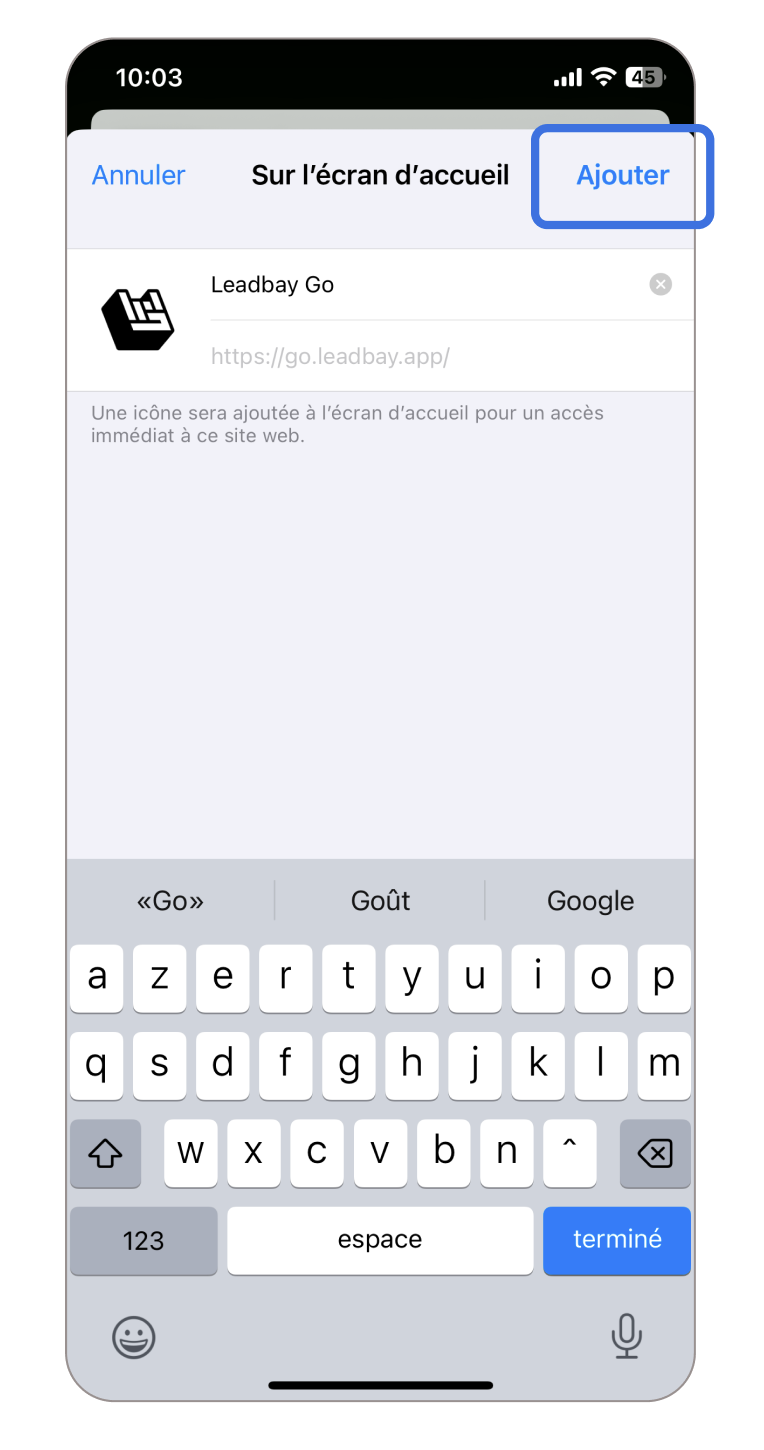 10:03 45
Annuler Sur l’écran d’accueil Ajouter
Leadbay Go
https://go.leadbay.app/
Une icône sera ajoutée à l’écran d’accueil pour un accès
immédiat à ce site web.
«Go» Goût Google
a z e r t y u i o p
q s d f g h j k l m
w x c v b n ^
123 espace terminé